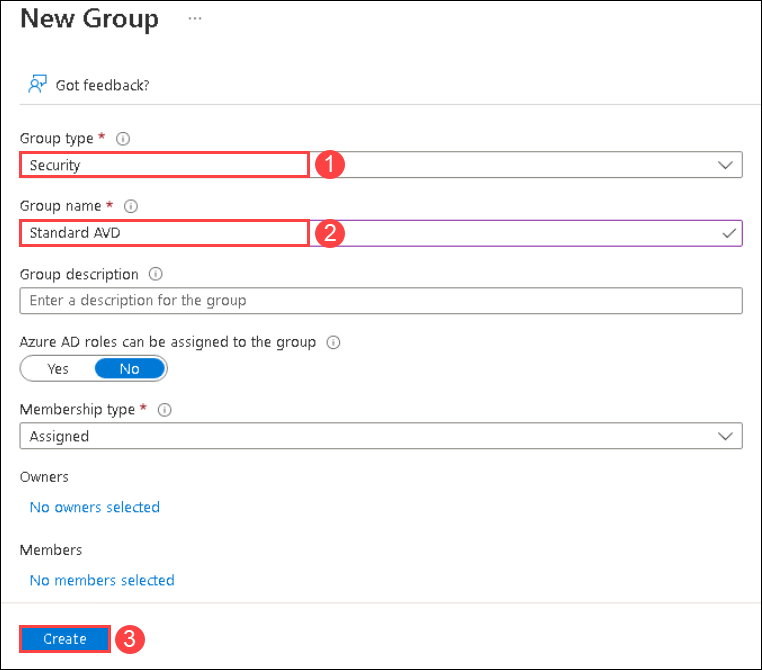 New Group ...
Got feedback?
Group type *
Security 1
Group name *
Standard AVD 2
Group description
Enter a description for the group
Azure AD roles can be assigned to the group
Yes No
Membership type *
Assigned
Owners
No owners selected
Members
No members selected
Create 3